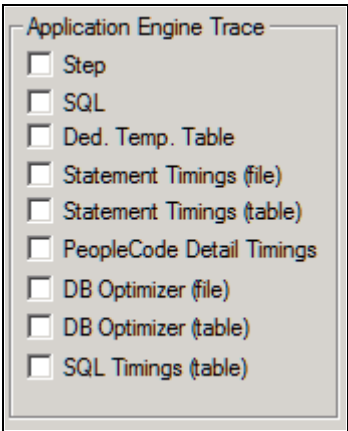 Application Engine Trace
Step
SQL
Ded. Temp. Table
Statement Timings (file)
Statement Timings (table)
PeopleCode Detail Timings
DB Optimizer (file)
DB Optimizer (table)
SQL Timings (table)